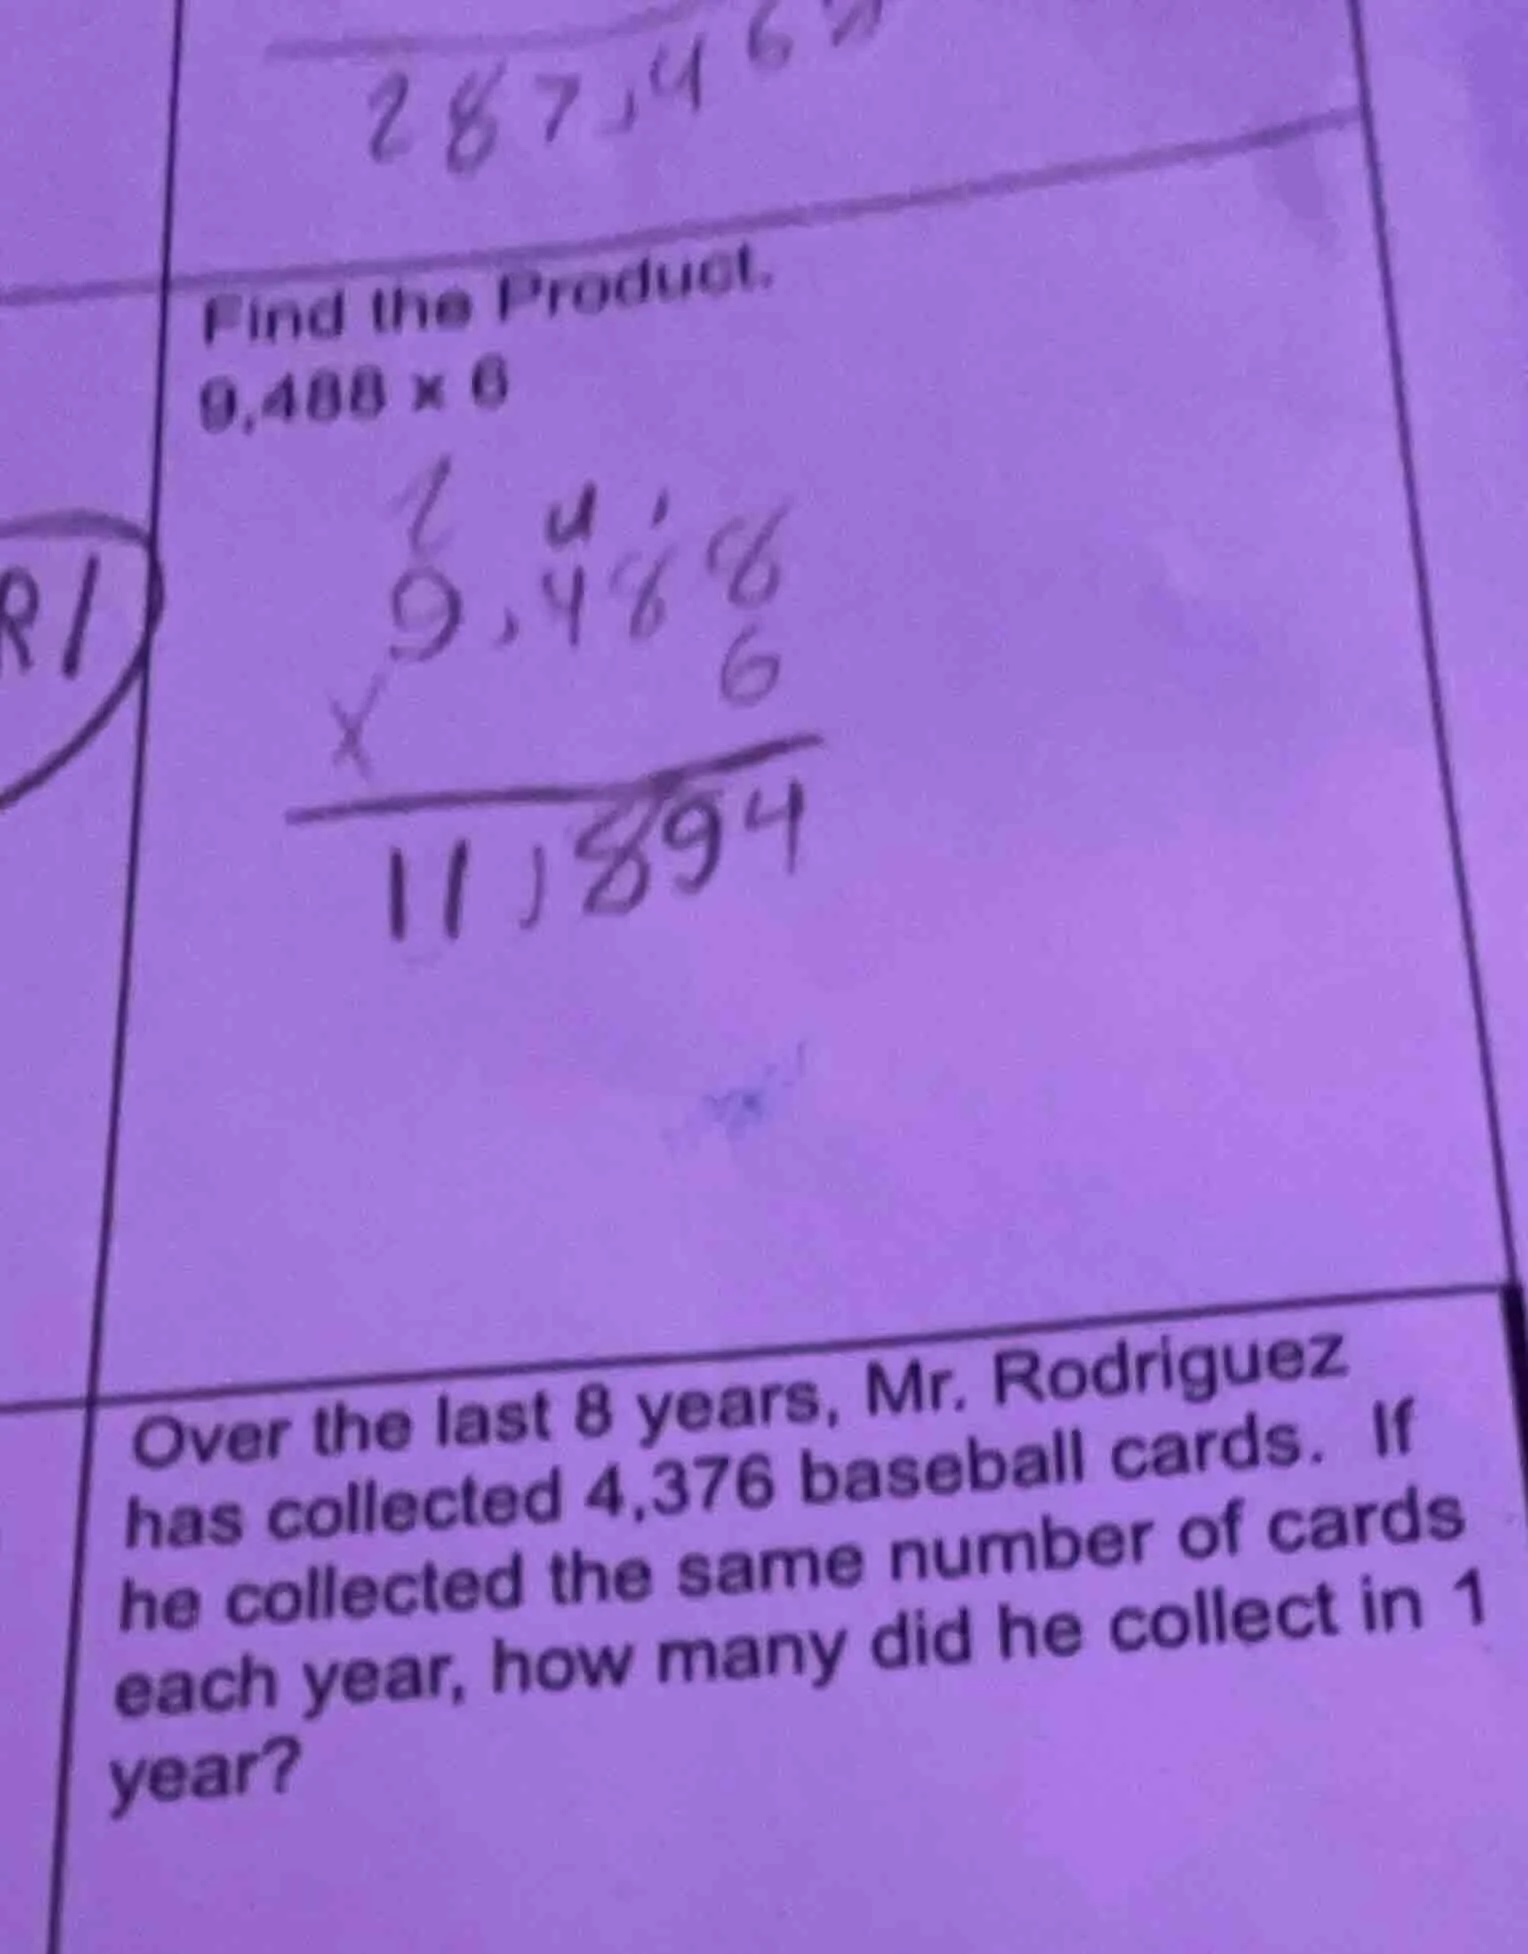 287,46
Find the Product.
9,488 x 6
2 4 1
9,488
R1
x 6
11,894
Over the last 8 years, Mr. Rodriguez
has collected 4,376 baseball cards. If
he collected the same number of cards
each year, how many did he collect in 1
year?